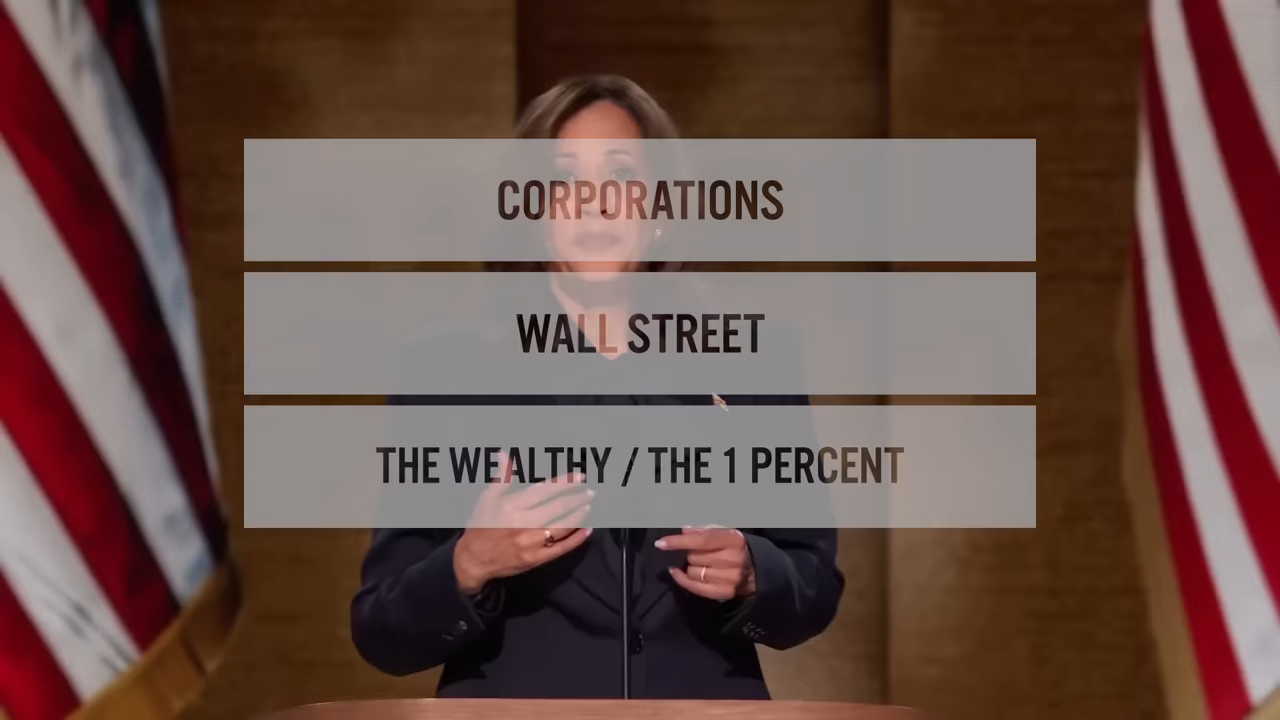 CORPORATIONS
WALL STREET
THE WEALTHY / THE 1 PERCENT